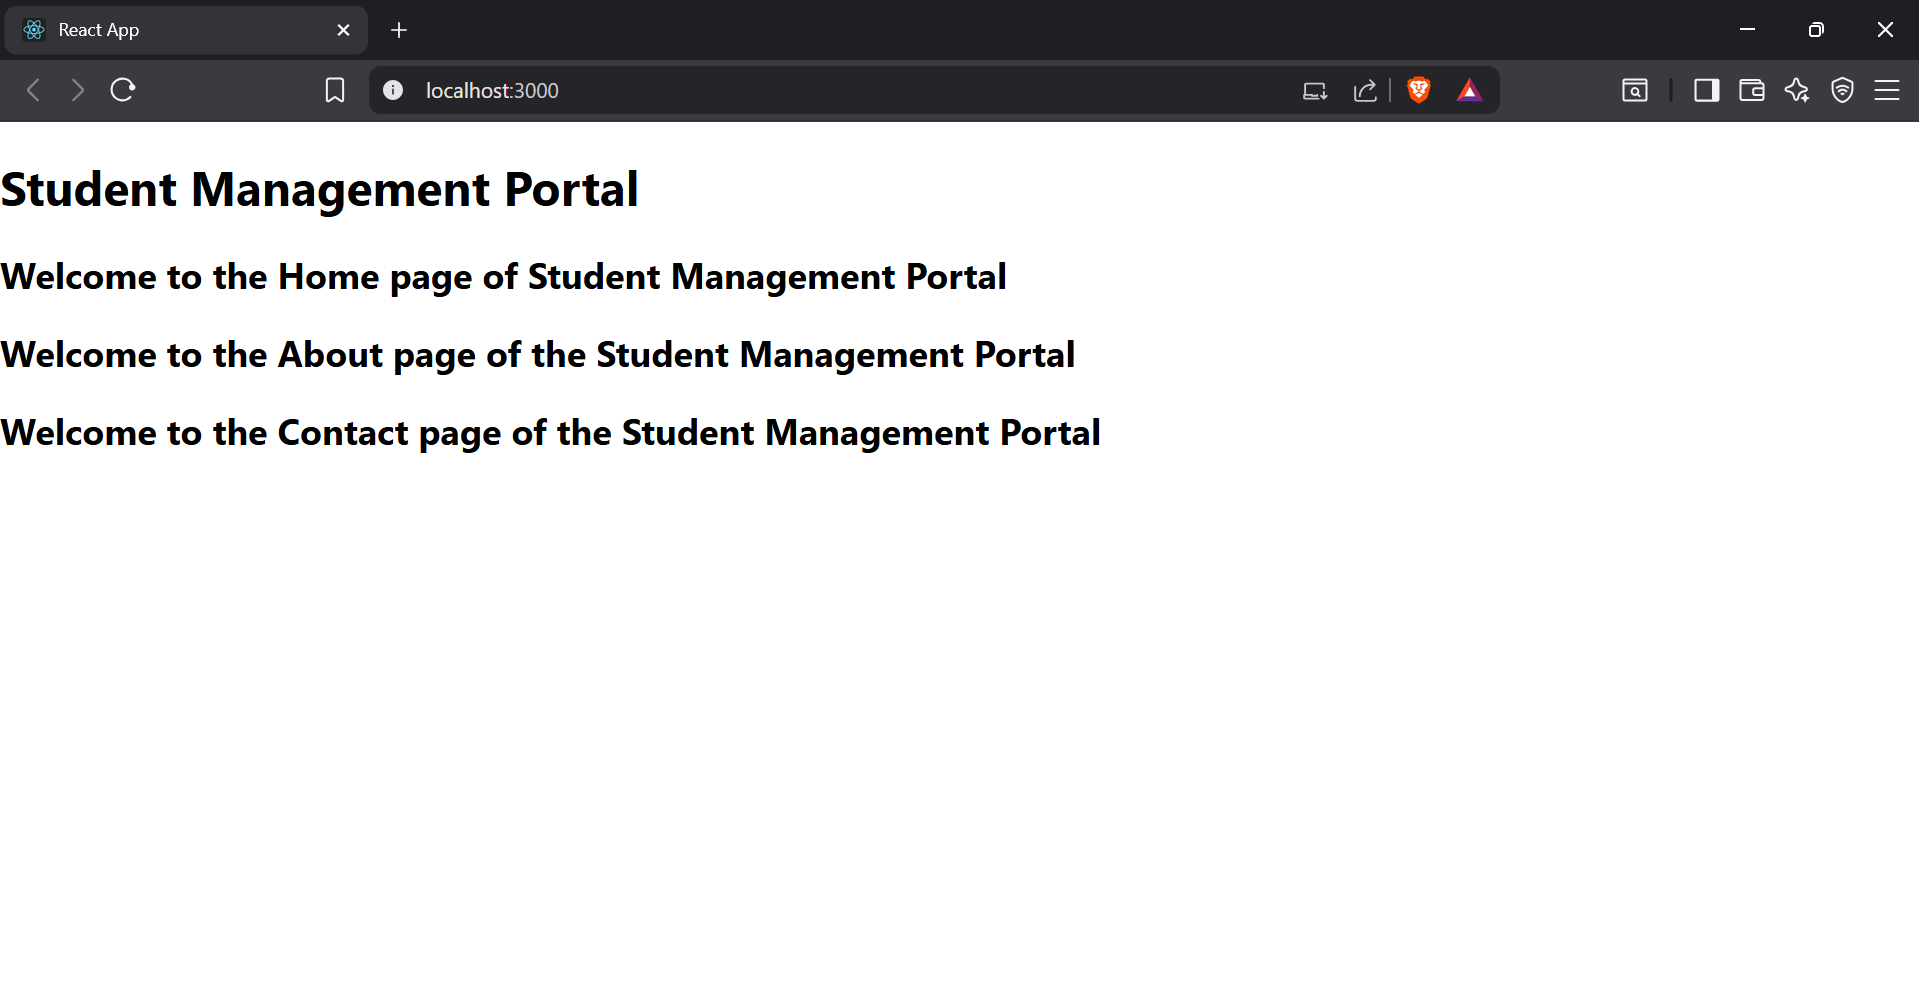 React App
localhost:3000
Student Management Portal
Welcome to the Home page of Student Management Portal
Welcome to the About page of the Student Management Portal
Welcome to the Contact page of the Student Management Portal